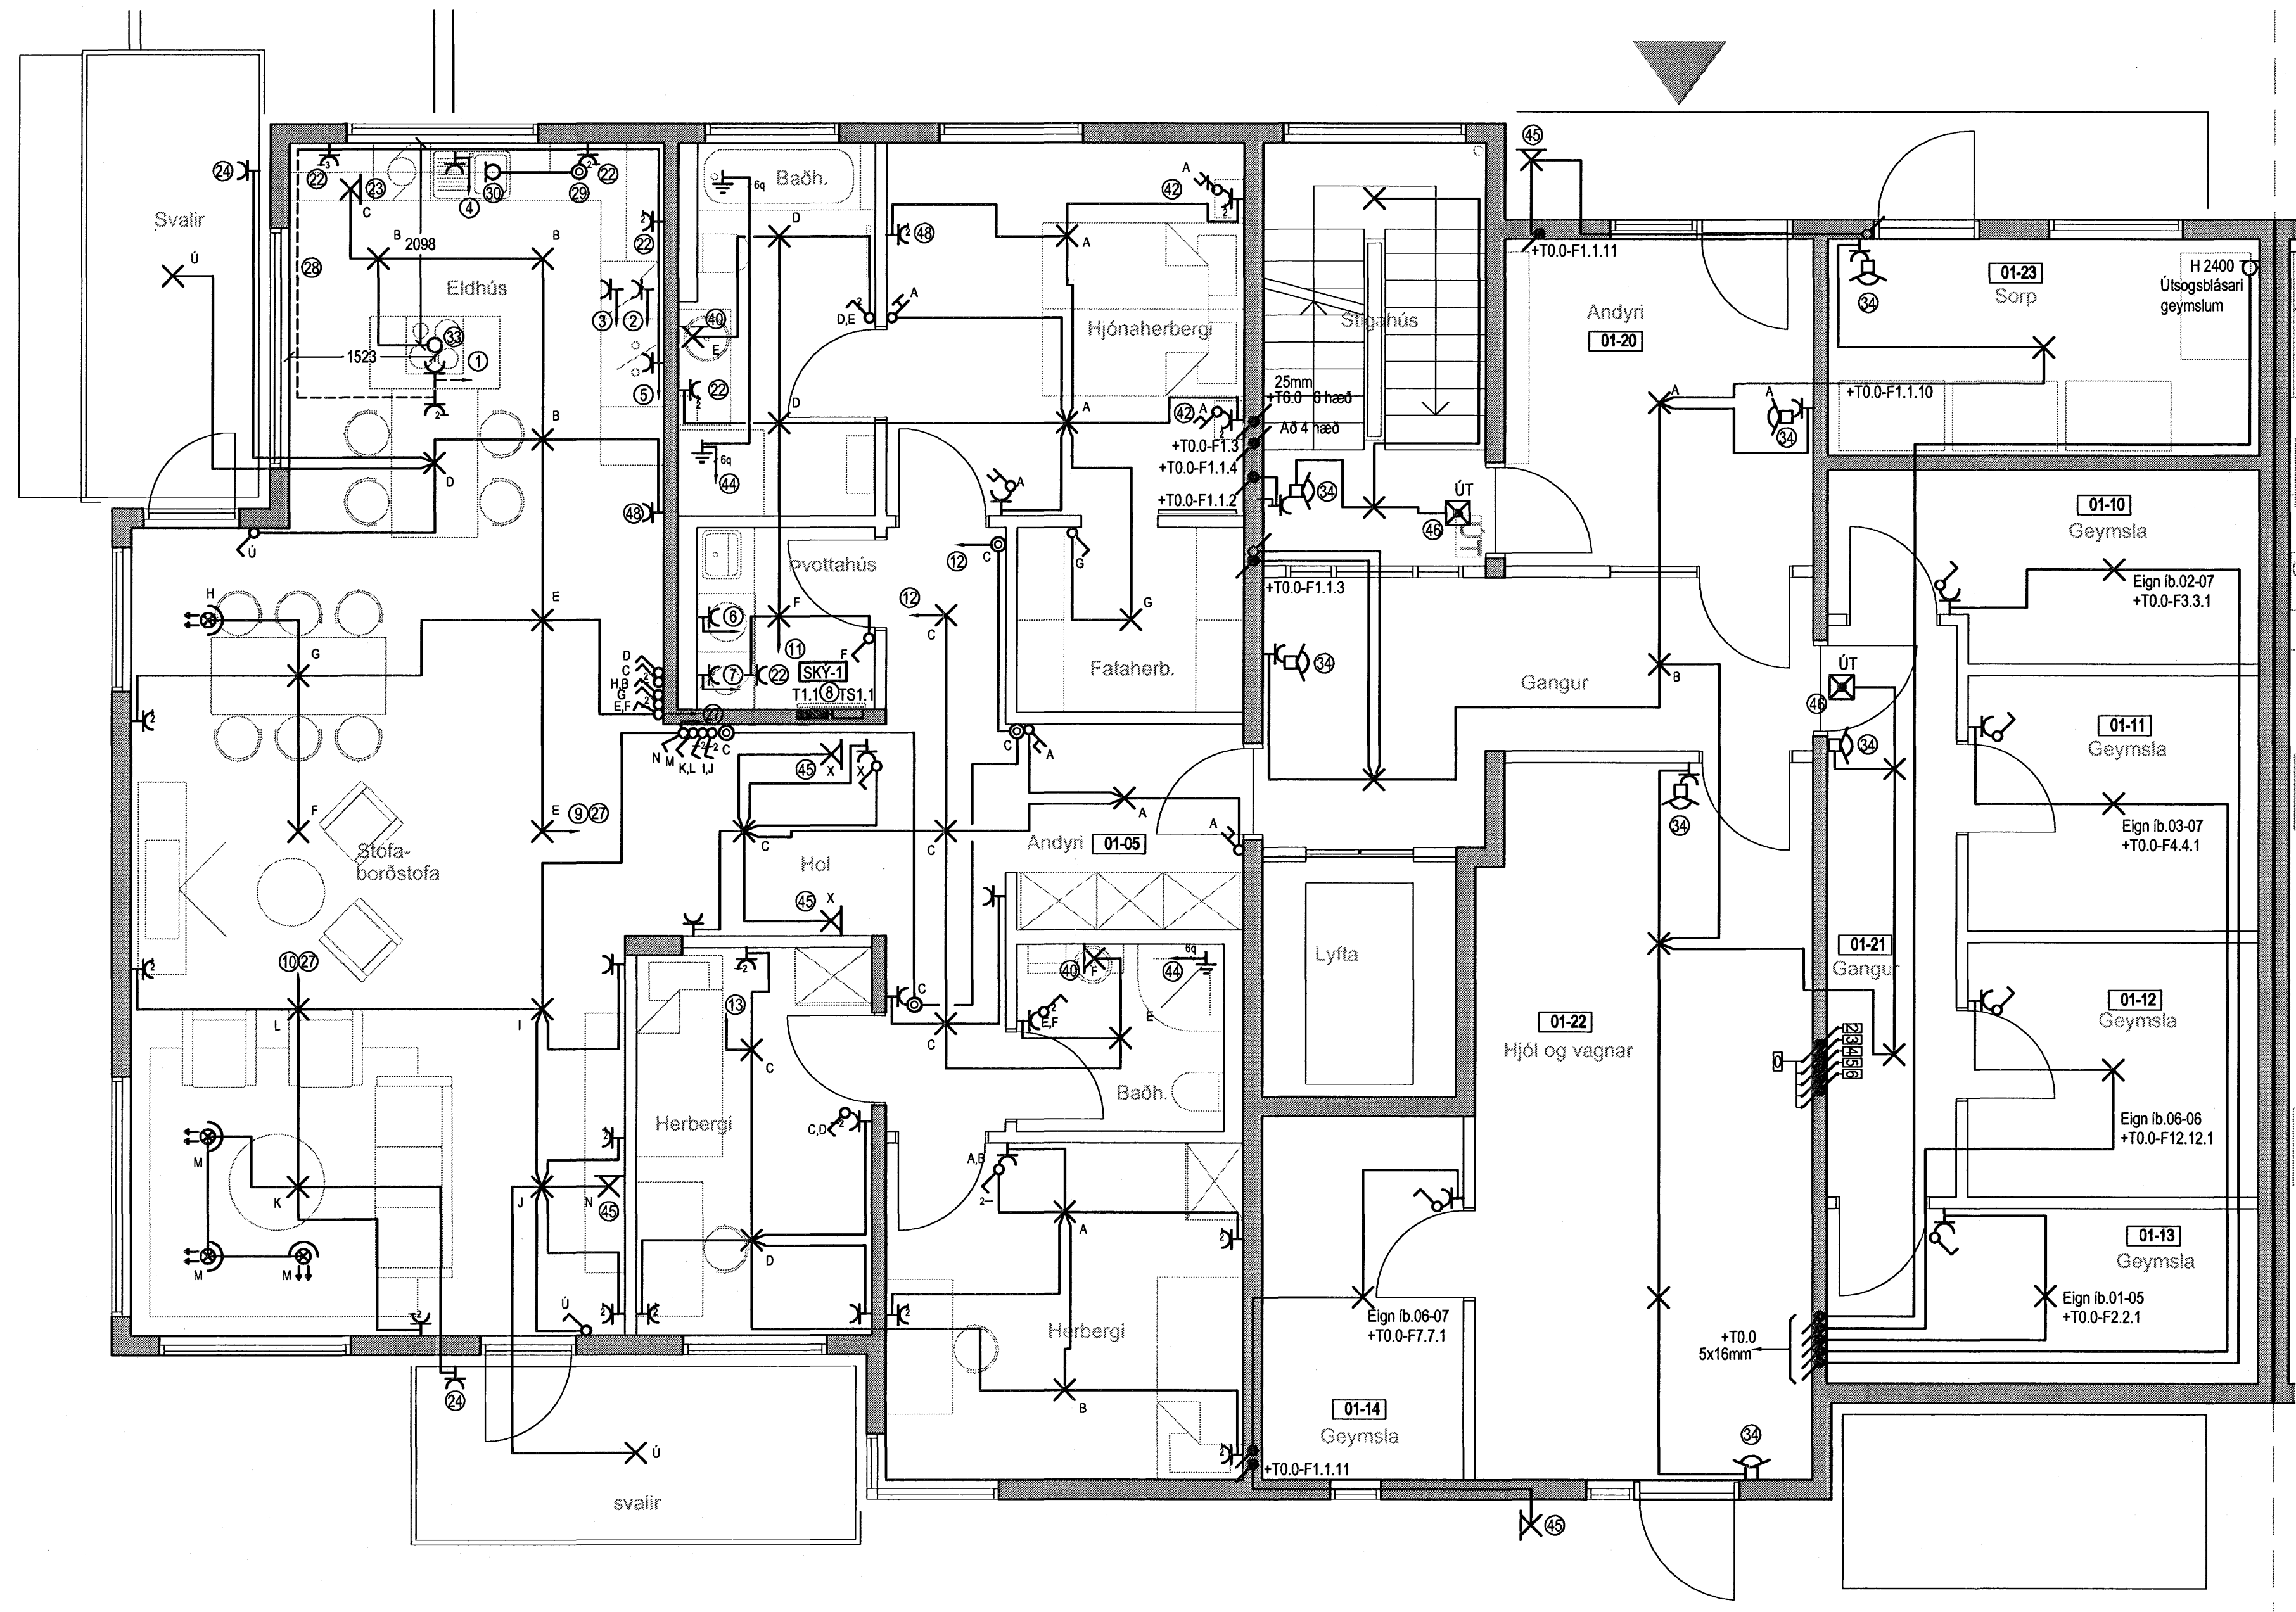 45
24
22
23
C
4
30
29
22
Baðh.
6q
42
A
Svalir
Ú
B
2098
B
22
D
48
A
+T0.0-F1.1.11
34
01-23
Sorp
H 2400
Útsogsblásari
geymslum
28
Eldhús
3
2
40
D,E
A
Hjónaherbergi
Stigahús
Andyri
01-20
1523
33
1
E
5
22
25mm
+T6.0 6 hæð
42
A
Að 4 hæð
A
A
34
+T0.0-F1.1.10
B
D
A
+T0.0-F1.3
+T0.0-F1.1.4
+T0.0-F1.1.2
D
6q
44
A
34
ÚT
46
48
01-10
Geymsla
Ú
12
C
Þvottahús
G
+T0.0-F1.1.3
Eign íb.02-07
+T0.0-F3.3.1
H
E
6
F
12
C
G
G
D
C
H,B
G
E,F
11
F
7
22
SKÝ-1
T1.1
8
TS1.1
Fataherb.
34
Gangur
B
ÚT
46
27
N
M
K,L
I,J
C
C
A
01-11
Geymsla
34
45
X
X
34
F
E
9
27
C
C
A
A
Andyri
01-05
Eign íb.03-07
+T0.0-F4.4.1
Stofa-
borðstofa
Hol
45
X
Lyfta
01-21
Gangur
10
27
40
F
44
6q
13
C
E,F
E
01-12
Geymsla
L
I
C
C
01-22
Hjól og vagnar
0
2
3
4
5
6
Herbergi
C,D
Baðh.
Eign íb.06-06
+T0.0-F12.12.1
M
A,B
K
J
N
45
A
D
01-13
Geymsla
M
M
Ú
Eign íb.01-05
+T0.0-F2.2.1
Herbergi
Eign íb.06-07
+T0.0-F7.7.1
+T0.0
5x16mm
24
B
01-14
Geymsla
34
Ú
+T0.0-F1.1.11
svalir
45